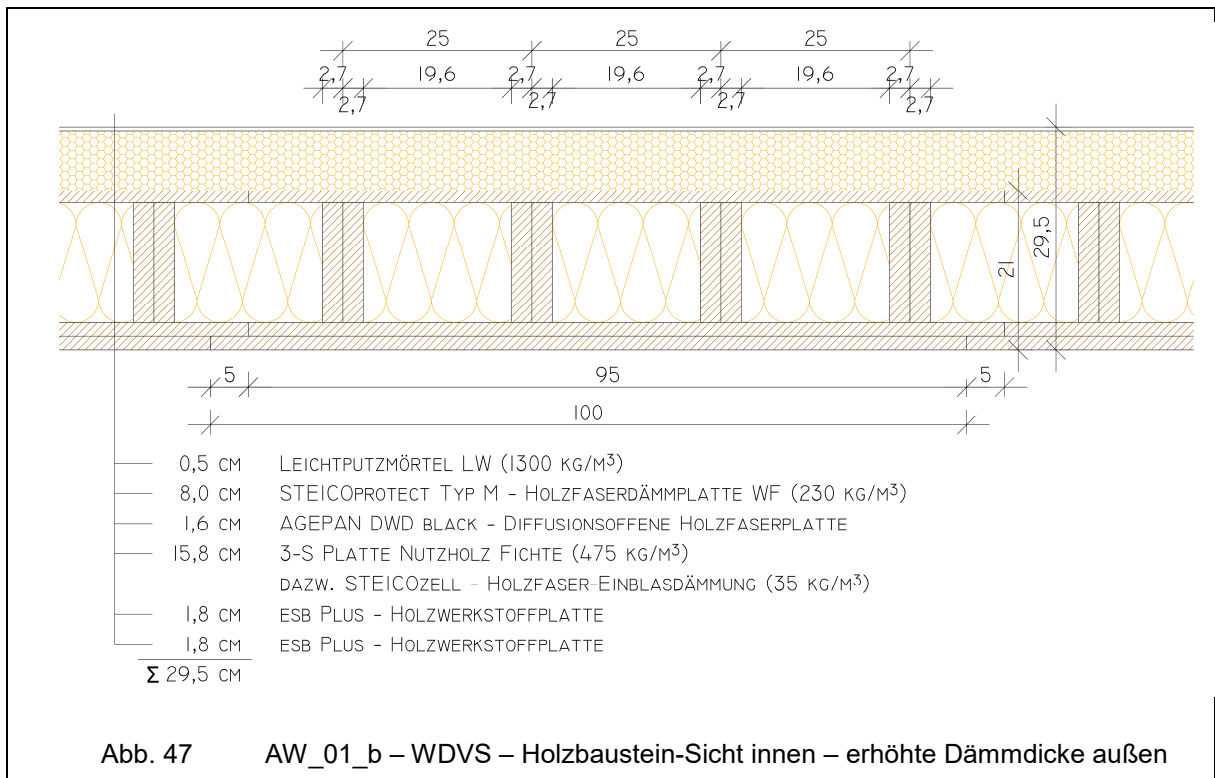 25 25 25
2,7 19,6 2,7 19,6 2,7 19,6 2,7
2,7 2,7 2,7 2,7
21
29,5
5 95 5
100
0,5 CM LEICHTPUTZMÖRTEL LW (1300 KG/M³)
8,0 CM STEICOPROTECT TYP M - HOLZFASERDÄMMPLATTE WF (230 KG/M³)
1,6 CM AGEPAN DWD BLACK - DIFFUSIONSOFFENE HOLZFASERPLATTE
15,8 CM 3-S PLATTE NUTZHOLZ FICHTE (475 KG/M³)
DAZW. STEICOZELL - HOLZFASER-EINBLASDÄMMUNG (35 KG/M³)
1,8 CM ESB PLUS - HOLZWERKSTOFFPLATTE
1,8 CM ESB PLUS - HOLZWERKSTOFFPLATTE
Σ 29,5 CM
Abb. 47 AW_01_b – WDVS – Holzbaustein-Sicht innen – erhöhte Dämmdicke außen